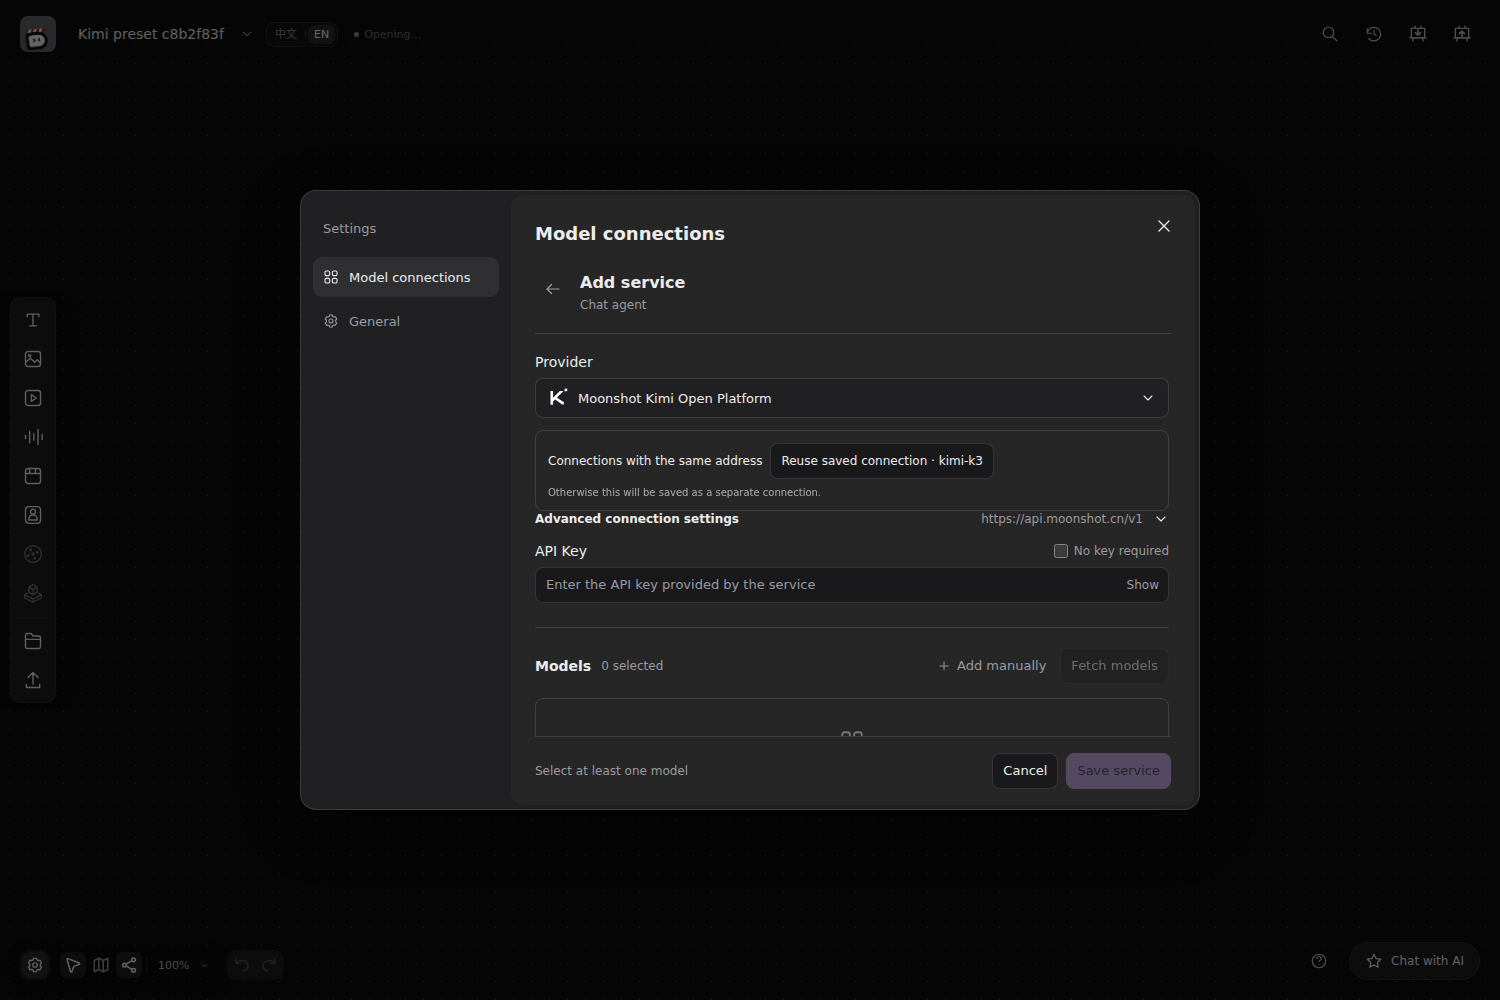 Kimi preset c8b2f83f
中文 | EN
Opening...
Settings
Model connections
General
Model connections
Add service
Chat agent
Provider
Moonshot Kimi Open Platform
Connections with the same address
Reuse saved connection · kimi-k3
Otherwise this will be saved as a separate connection.
Advanced connection settings
https://api.moonshot.cn/v1
API Key
No key required
Enter the API key provided by the service
Show
Models
0 selected
Add manually
Fetch models
Select at least one model
Cancel
Save service
100%
Chat with AI